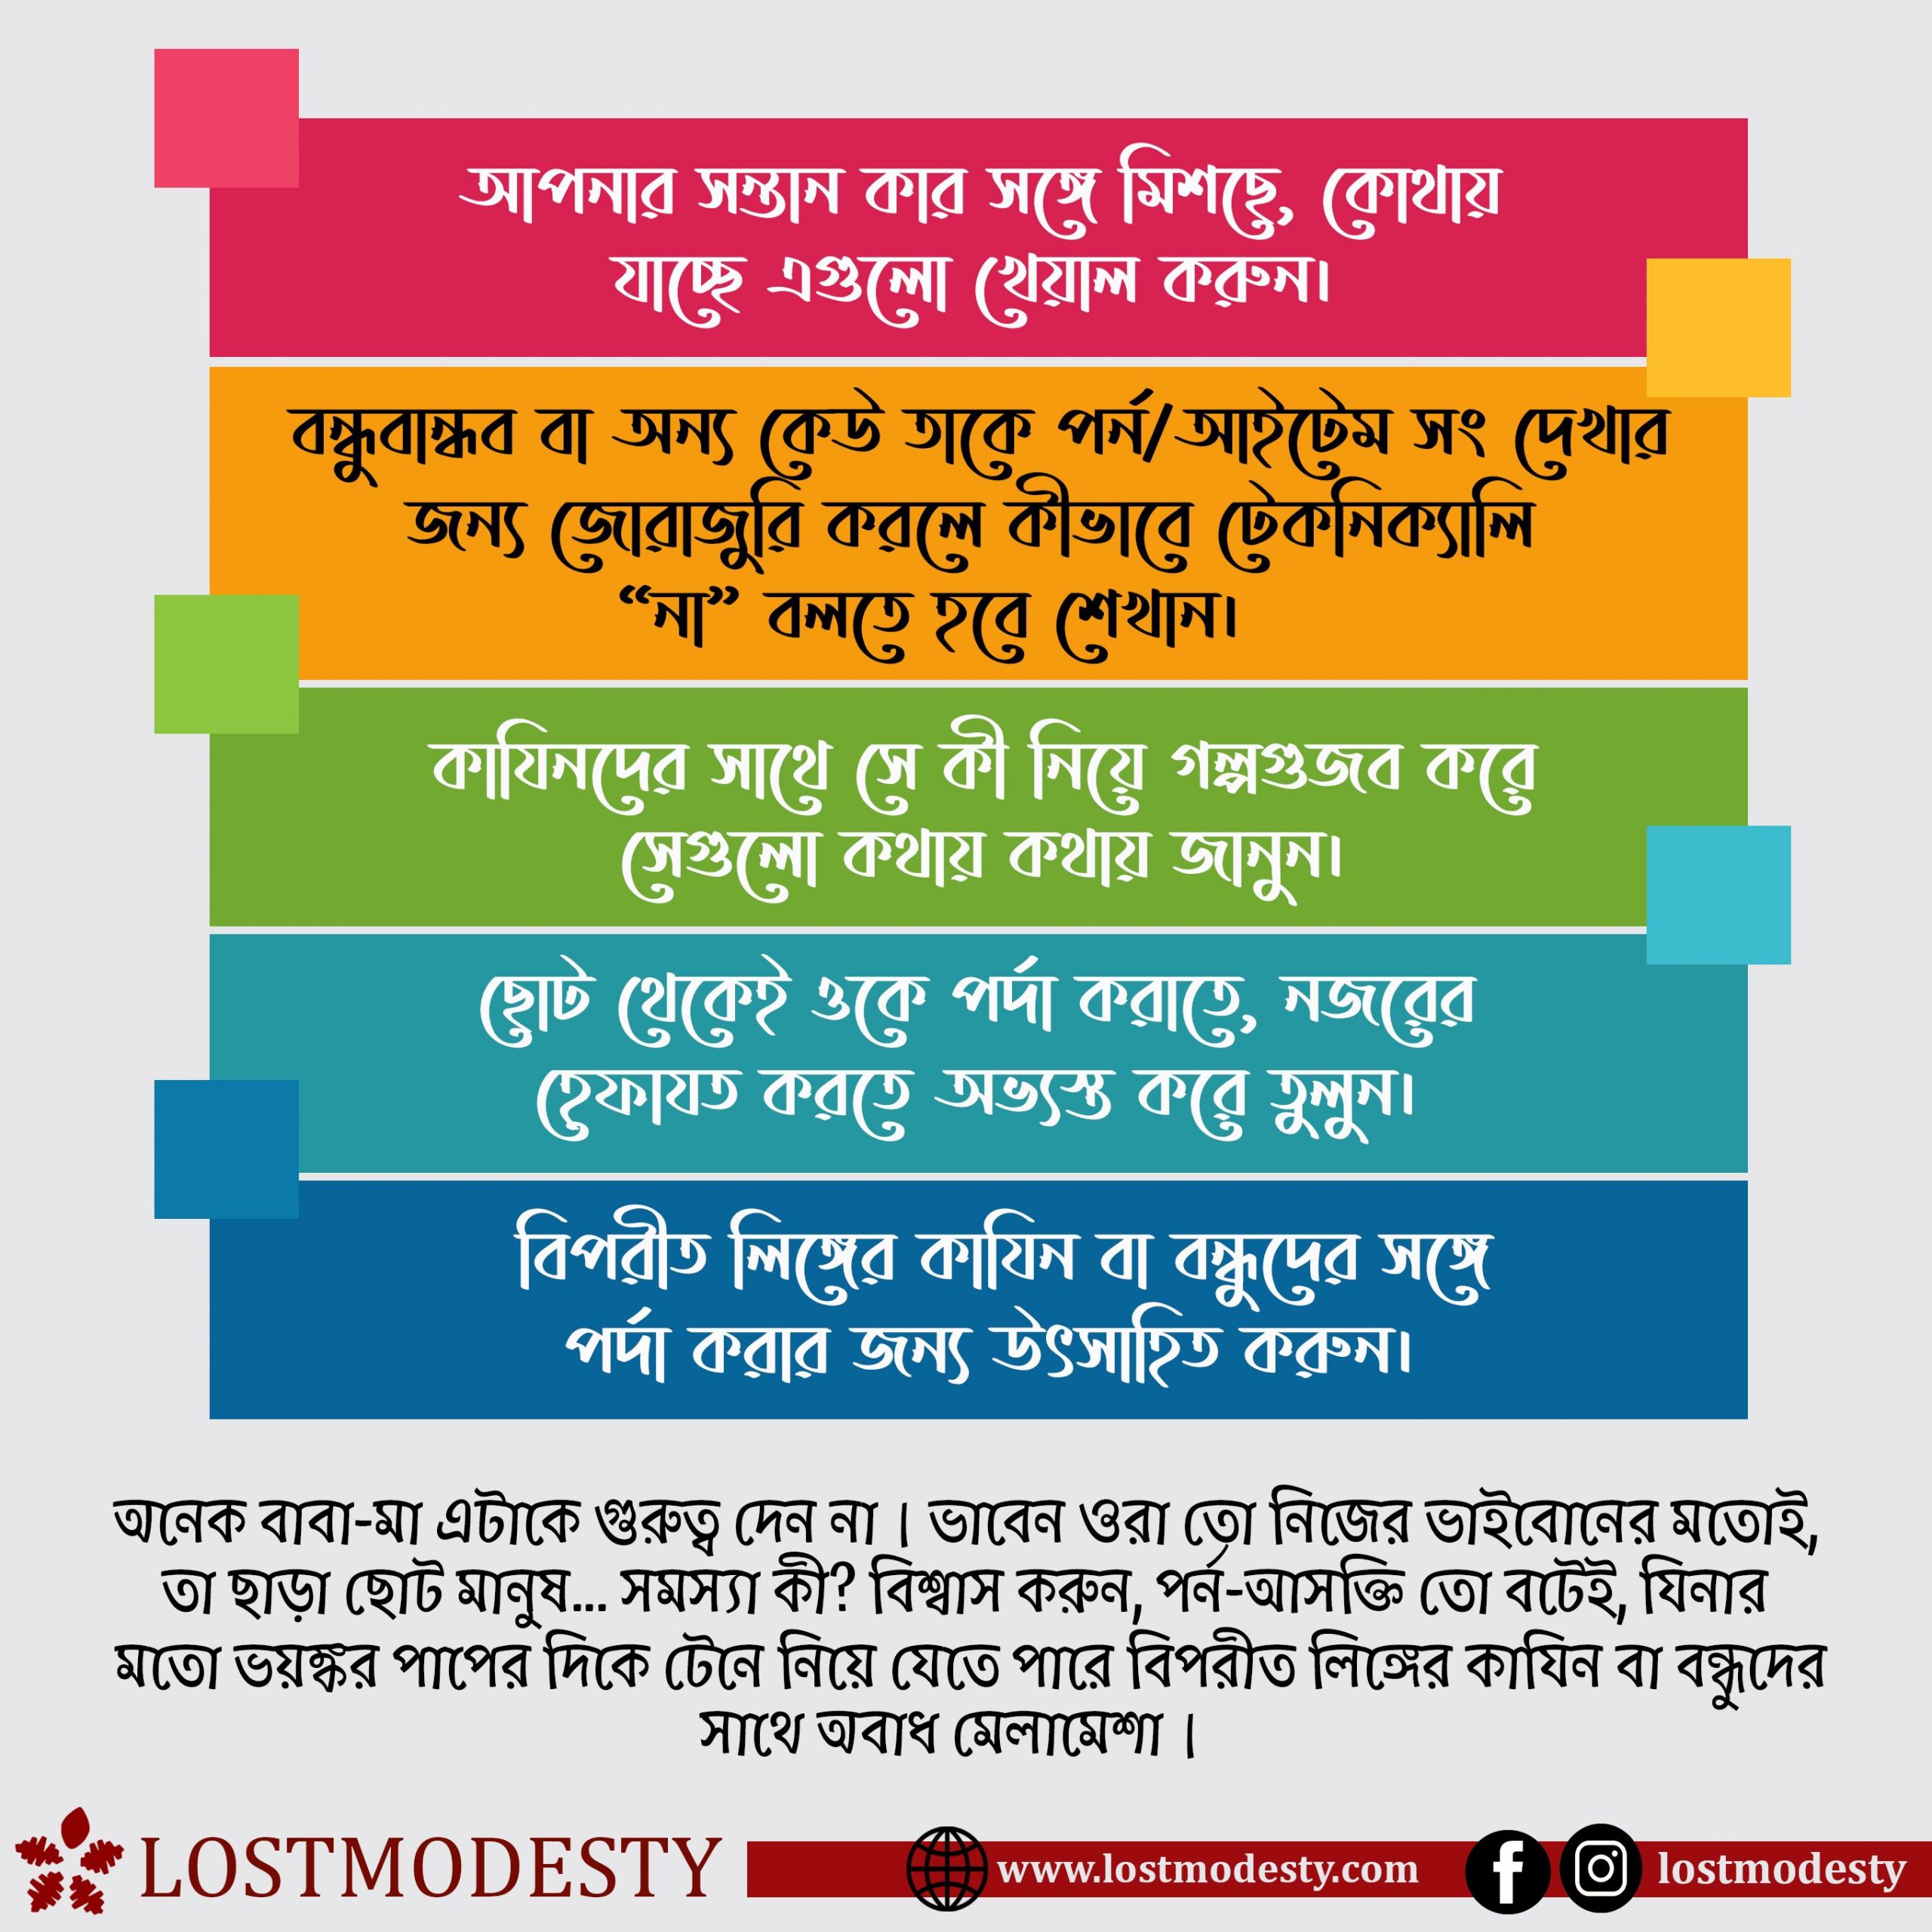 আপনার সন্তান কার সঙ্গে মিশছে, কোথায়
যাচ্ছে এগুলো খেয়াল করুন।
বন্ধুবান্ধব বা অন্য কেউ তাকে পর্ন/আইটেম সং দেখার
জন্য জোরাজুরি করলে কীভাবে টেকনিক্যালি
“না” বলতে হবে শেখান।
কাযিনদের সাথে সে কী নিয়ে গল্পগুজব করে
সেগুলো কথায় কথায় জানুন।
ছোট থেকেই ওকে পর্দা করাতে, নজরের
হেফাযত করতে অভ্যস্ত করে তুলুন।
বিপরীত লিঙ্গের কাযিন বা বন্ধুদের সঙ্গে
পর্দা করার জন্য উৎসাহিত করুন।
অনেক বাবা-মা এটাকে গুরুত্ব দেন না। ভাবেন ওরা তো নিজের ভাইবোনের মতোই,
তা ছাড়া ছোট মানুষ... সমস্যা কী? বিশ্বাস করুন, পর্ন-আসক্তি তো বটেই, যিনার
মতো ভয়ঙ্কর পাপের দিকে টেনে নিয়ে যেতে পারে বিপরীত লিঙ্গের কাযিন বা বন্ধুদের
সাথে অবাধ মেলামেশা।
LOSTMODESTY www.lostmodesty.com lostmodesty